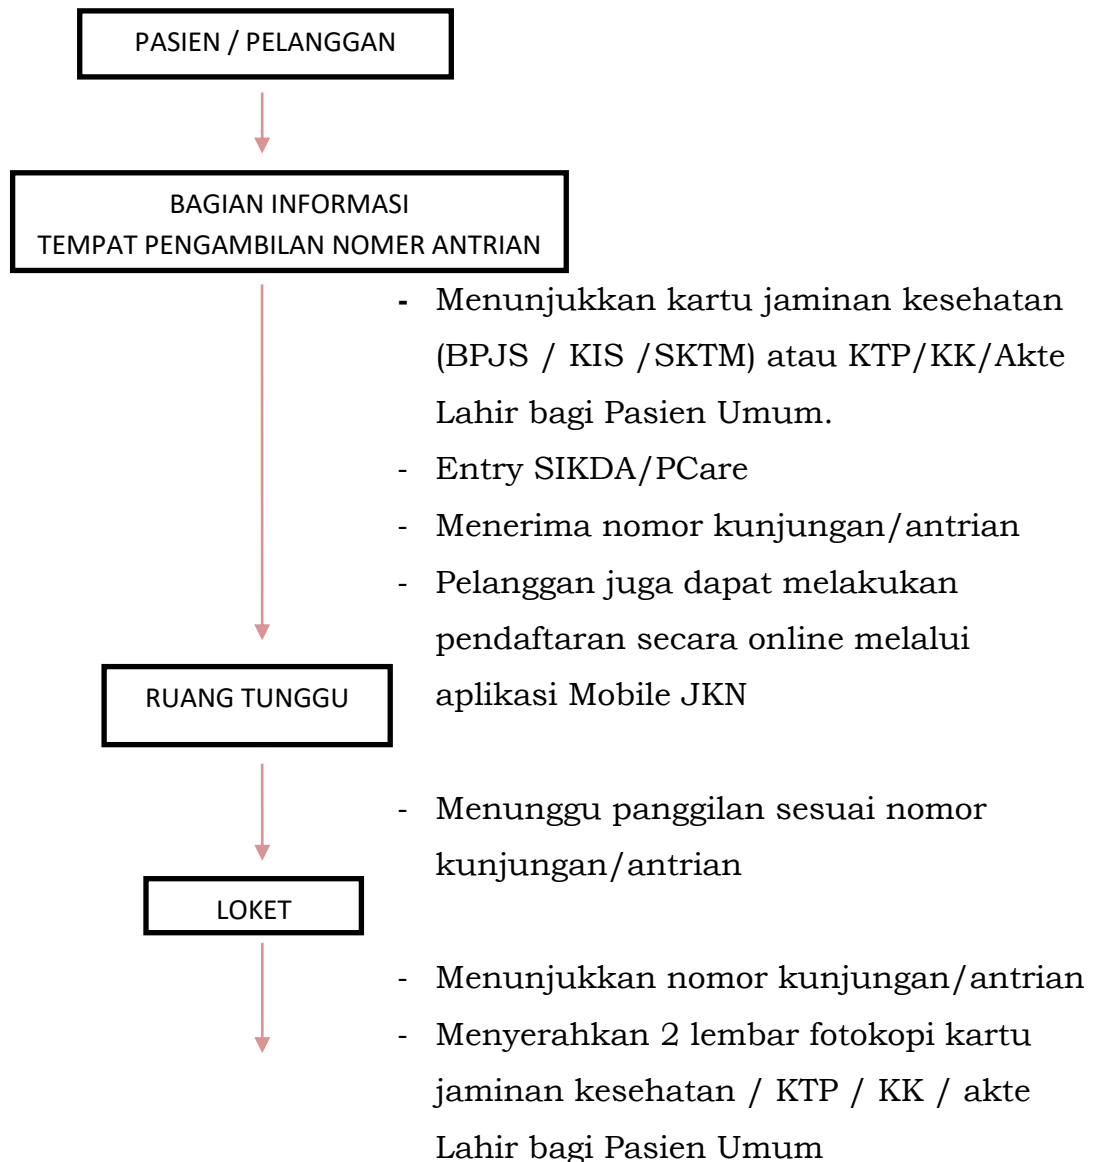 PASIEN / PELANGGAN
BAGIAN INFORMASI
TEMPAT PENGAMBILAN NOMER ANTRIAN
- Menunjukkan kartu jaminan kesehatan
(BPJS / KIS /SKTM) atau KTP/KK/Akte
Lahir bagi Pasien Umum.
- Entry SIKDA/PCare
- Menerima nomor kunjungan/antrian
- Pelanggan juga dapat melakukan
pendaftaran secara online melalui
aplikasi Mobile JKN
RUANG TUNGGU
- Menunggu panggilan sesuai nomor
kunjungan/antrian
LOKET
- Menunjukkan nomor kunjungan/antrian
- Menyerahkan 2 lembar fotokopi kartu
jaminan kesehatan / KTP / KK / akte
Lahir bagi Pasien Umum